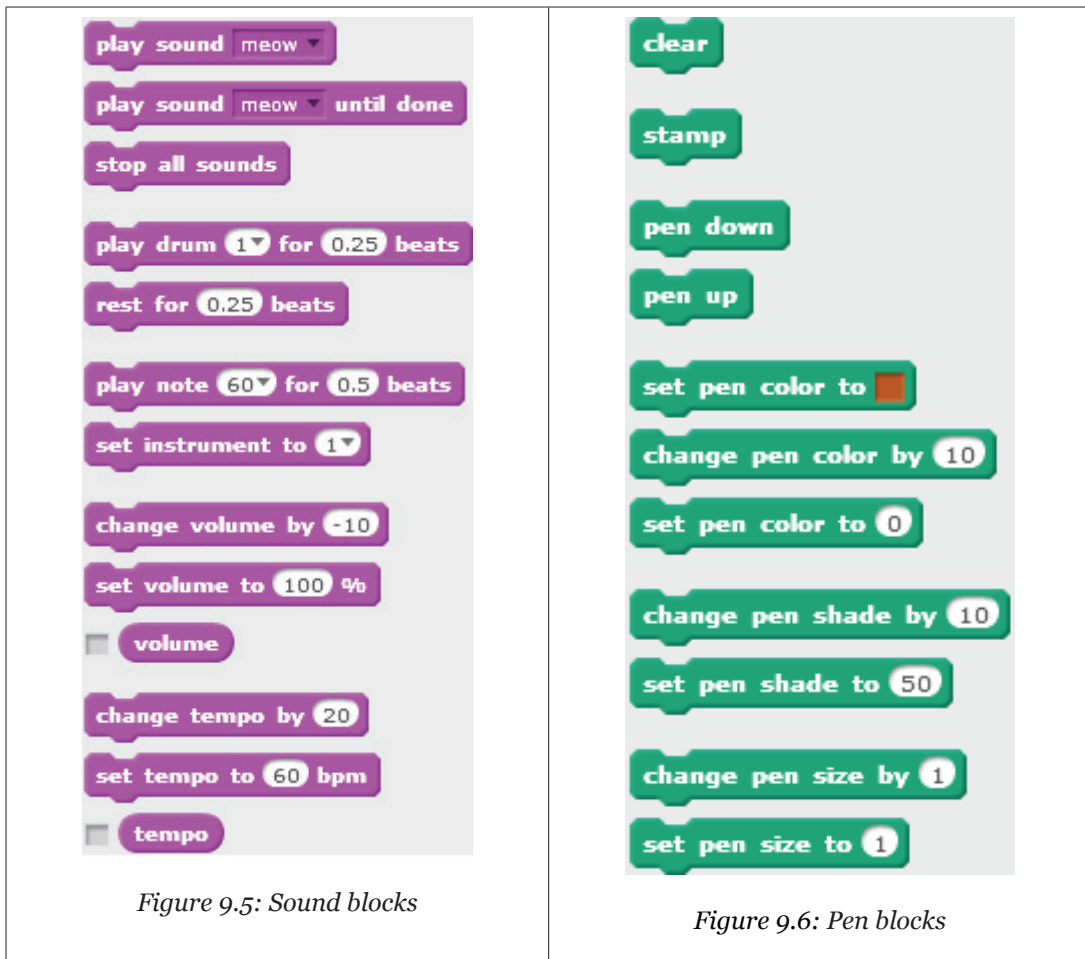 play sound meow
play sound meow until done
stop all sounds
play drum 1 for 0.25 beats
rest for 0.25 beats
play note 60 for 0.5 beats
set instrument to 1
change volume by -10
set volume to 100 %
volume
change tempo by 20
set tempo to 60 bpm
tempo
Figure 9.5: Sound blocks
clear
stamp
pen down
pen up
set pen color to
change pen color by 10
set pen color to 0
change pen shade by 10
set pen shade to 50
change pen size by 1
set pen size to 1
Figure 9.6: Pen blocks